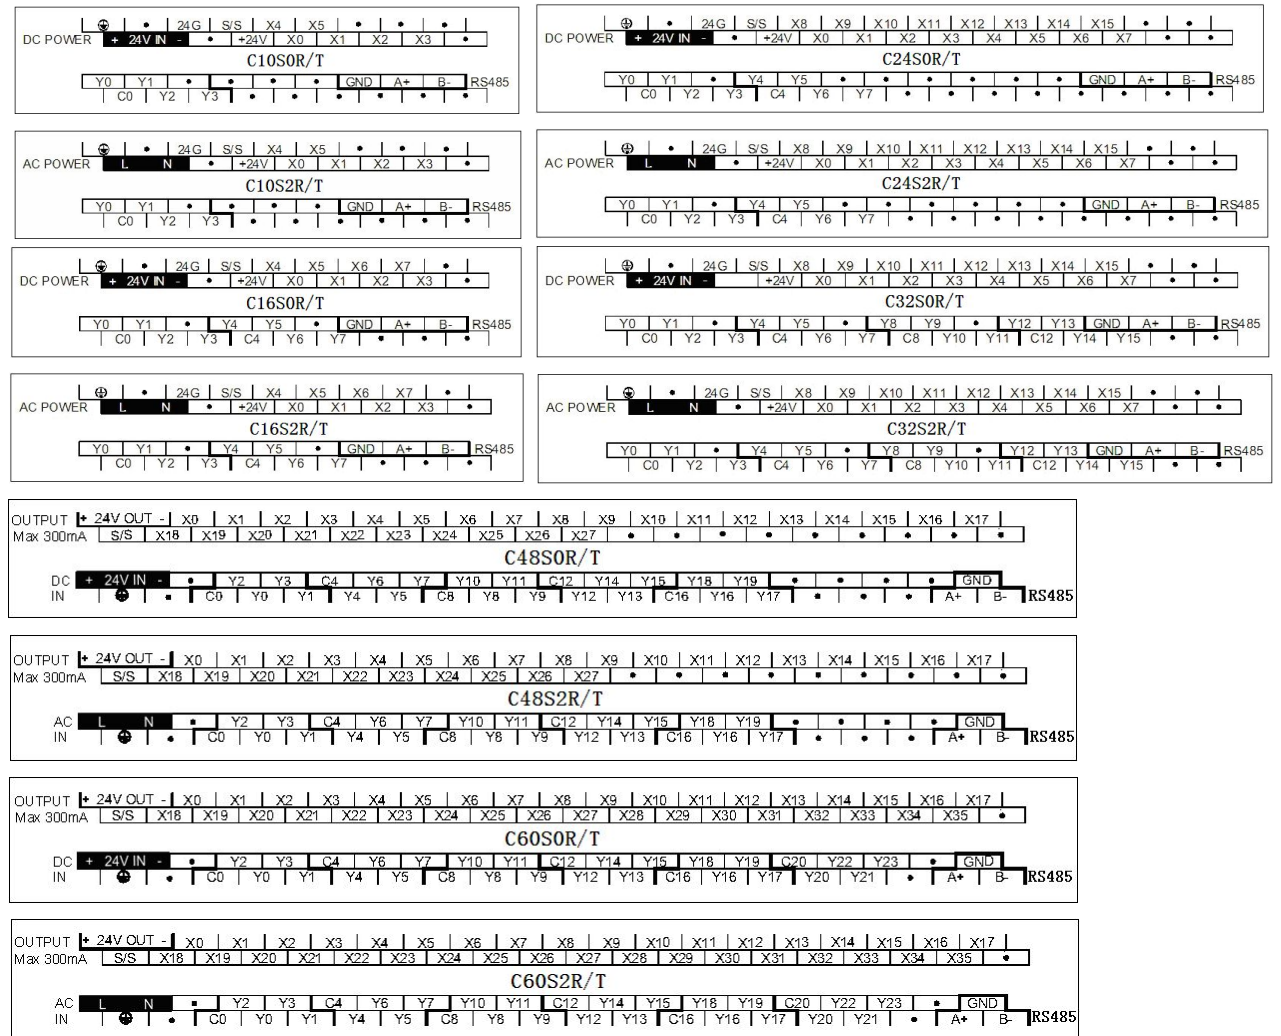 24G S/S X4 X5
DC POWER + 24V IN - +24V X0 X1 X2 X3
C10S0R/T
Y0 Y1 GND A+ B- RS485
C0 Y2 Y3
24G S/S X8 X9 X10 X11 X12 X13 X14 X15
DC POWER + 24V IN - +24V X0 X1 X2 X3 X4 X5 X6 X7
C24S0R/T
Y0 Y1 Y4 Y5 GND A+ B- RS485
C0 Y2 Y3 C4 Y6 Y7
24G S/S X4 X5
AC POWER L N +24V X0 X1 X2 X3
C10S2R/T
Y0 Y1 GND A+ B- RS485
C0 Y2 Y3
24G S/S X8 X9 X10 X11 X12 X13 X14 X15
AC POWER L N +24V X0 X1 X2 X3 X4 X5 X6 X7
C24S2R/T
Y0 Y1 Y4 Y5 GND A+ B- RS485
C0 Y2 Y3 C4 Y6 Y7
24G S/S X4 X5 X6 X7
DC POWER + 24V IN - +24V X0 X1 X2 X3
C16S0R/T
Y0 Y1 Y4 Y5 GND A+ B- RS485
C0 Y2 Y3 C4 Y6 Y7
24G S/S X8 X9 X10 X11 X12 X13 X14 X15
DC POWER + 24V IN - +24V X0 X1 X2 X3 X4 X5 X6 X7
C32S0R/T
Y0 Y1 Y4 Y5 Y8 Y9 Y12 Y13 GND A+ B- RS485
C0 Y2 Y3 C4 Y6 Y7 C8 Y10 Y11 C12 Y14 Y15
24G S/S X4 X5 X6 X7
AC POWER L N +24V X0 X1 X2 X3
C16S2R/T
Y0 Y1 Y4 Y5 GND A+ B- RS485
C0 Y2 Y3 C4 Y6 Y7
24G S/S X8 X9 X10 X11 X12 X13 X14 X15
AC POWER L N +24V X0 X1 X2 X3 X4 X5 X6 X7
C32S2R/T
Y0 Y1 Y4 Y5 Y8 Y9 Y12 Y13 GND A+ B- RS485
C0 Y2 Y3 C4 Y6 Y7 C8 Y10 Y11 C12 Y14 Y15
OUTPUT + 24V OUT - X0 X1 X2 X3 X4 X5 X6 X7 X8 X9 X10 X11 X12 X13 X14 X15 X16 X17
Max 300mA S/S X18 X19 X20 X21 X22 X23 X24 X25 X26 X27
C48S0R/T
DC + 24V IN - Y2 Y3 C4 Y6 Y7 Y10 Y11 C12 Y14 Y15 Y18 Y19 GND
IN C0 Y0 Y1 Y4 Y5 C8 Y8 Y9 Y12 Y13 C16 Y16 Y17 A+ B- RS485
OUTPUT + 24V OUT - X0 X1 X2 X3 X4 X5 X6 X7 X8 X9 X10 X11 X12 X13 X14 X15 X16 X17
Max 300mA S/S X18 X19 X20 X21 X22 X23 X24 X25 X26 X27
C48S2R/T
AC L N Y2 Y3 C4 Y6 Y7 Y10 Y11 C12 Y14 Y15 Y18 Y19 GND
IN C0 Y0 Y1 Y4 Y5 C8 Y8 Y9 Y12 Y13 C16 Y16 Y17 A+ B- RS485
OUTPUT + 24V OUT - X0 X1 X2 X3 X4 X5 X6 X7 X8 X9 X10 X11 X12 X13 X14 X15 X16 X17
Max 300mA S/S X18 X19 X20 X21 X22 X23 X24 X25 X26 X27 X28 X29 X30 X31 X32 X33 X34 X35
C60S0R/T
DC + 24V IN - Y2 Y3 C4 Y6 Y7 Y10 Y11 C12 Y14 Y15 Y18 Y19 C20 Y22 Y23 GND
IN C0 Y0 Y1 Y4 Y5 C8 Y8 Y9 Y12 Y13 C16 Y16 Y17 Y20 Y21 A+ B- RS485
OUTPUT + 24V OUT - X0 X1 X2 X3 X4 X5 X6 X7 X8 X9 X10 X11 X12 X13 X14 X15 X16 X17
Max 300mA S/S X18 X19 X20 X21 X22 X23 X24 X25 X26 X27 X28 X29 X30 X31 X32 X33 X34 X35
C60S2R/T
AC L N Y2 Y3 C4 Y6 Y7 Y10 Y11 C12 Y14 Y15 Y18 Y19 C20 Y22 Y23 GND
IN C0 Y0 Y1 Y4 Y5 C8 Y8 Y9 Y12 Y13 C16 Y16 Y17 Y20 Y21 A+ B- RS485